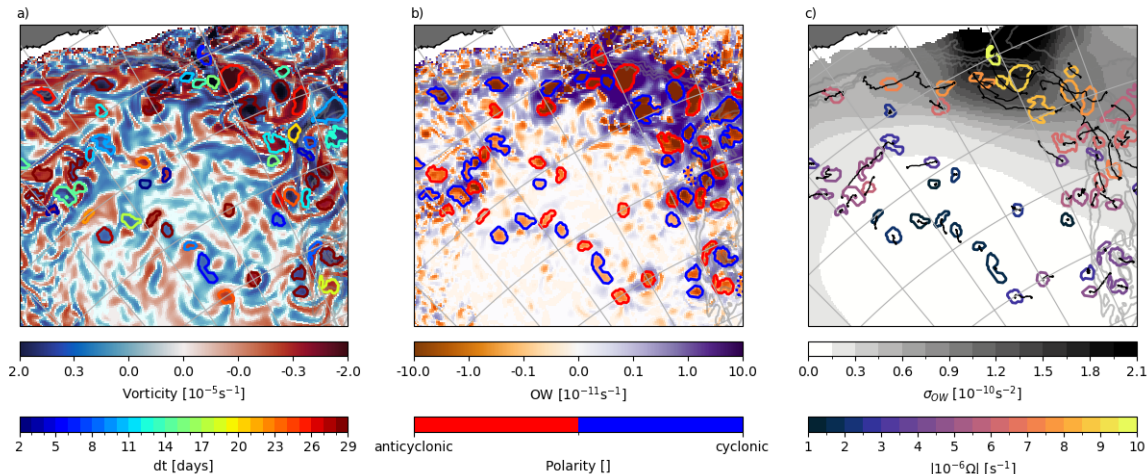 a)
b)
c)
2.0 0.3 0.0 -0.3 -2.0
Vorticity [10⁻⁵s⁻¹]
-10.0 -1.0 -0.1 0.0 0.1 1.0 10.0
OW [10⁻¹¹s⁻¹]
0.0 0.3 0.6 0.9 1.2 1.5 1.8 2.1
σ_OW [10⁻¹⁰s⁻²]
2 5 8 11 14 17 20 23 26 29
dt [days]
anticyclonic cyclonic
Polarity []
1 2 3 4 5 6 7 8 9 10
|10⁻⁶Ω| [s⁻¹]